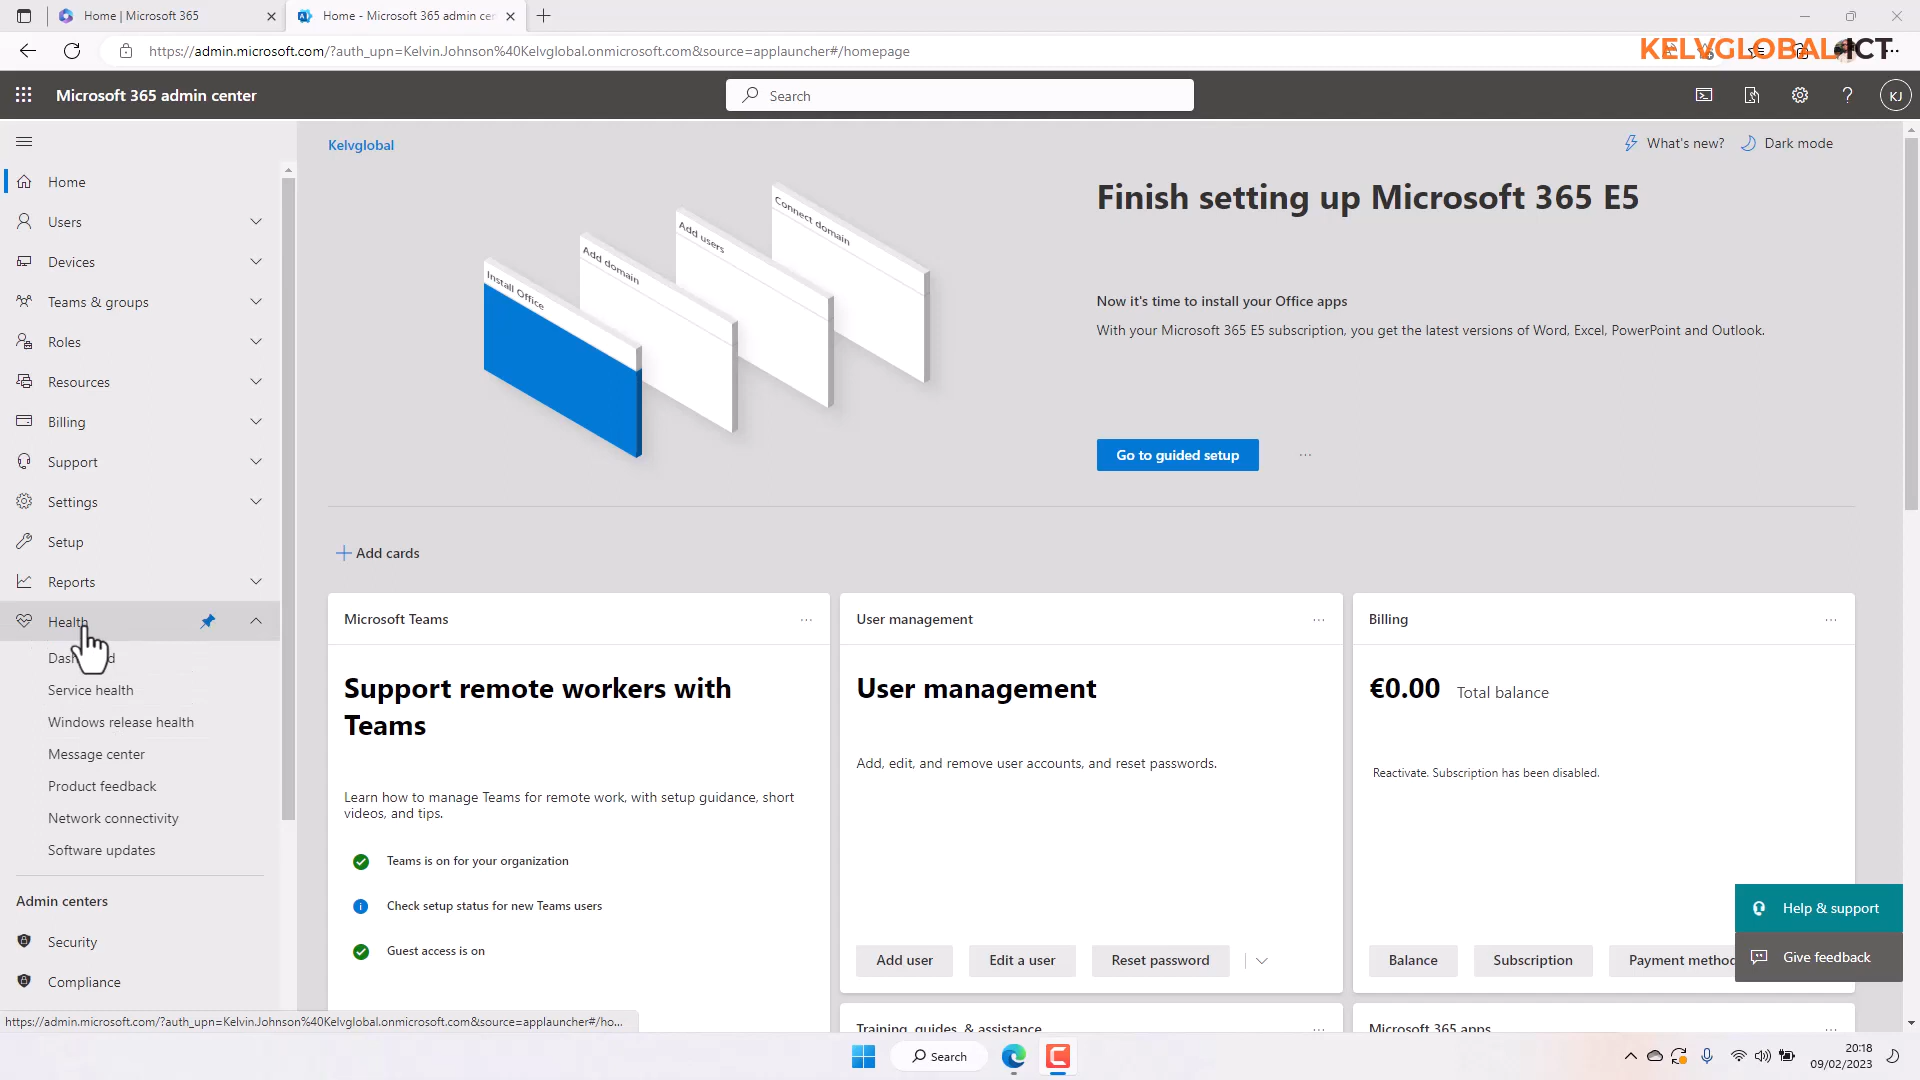 Home | Microsoft 365
Home - Microsoft 365 admin cen
https://admin.microsoft.com/?auth_upn=Kelvin.Johnson%40Kelvglobal.onmicrosoft.com&source=applauncher#/homepage
KELVGLOBAL ICT
Microsoft 365 admin center
Search
KJ
Kelvglobal
What's new?
Dark mode
Home
Users
Devices
Teams & groups
Roles
Resources
Billing
Support
Settings
Setup
Reports
Health
Service health
Windows release health
Message center
Product feedback
Network connectivity
Software updates
Admin centers
Security
Compliance
Install Office
Add domain
Add users
Connect domain
Finish setting up Microsoft 365 E5
Now it's time to install your Office apps
With your Microsoft 365 E5 subscription, you get the latest versions of Word, Excel, PowerPoint and Outlook.
Go to guided setup
Add cards
Microsoft Teams
Support remote workers with
Teams
Learn how to manage Teams for remote work, with setup guidance, short
videos, and tips.
Teams is on for your organization
Check setup status for new Teams users
Guest access is on
User management
User management
Add, edit, and remove user accounts, and reset passwords.
Add user
Edit a user
Reset password
Billing
€0.00 Total balance
Reactivate. Subscription has been disabled.
Balance
Subscription
Payment method
Help & support
Give feedback
Training, guides, & assistance
Microsoft 365 apps
https://admin.microsoft.com/?auth_upn=Kelvin.Johnson%40Kelvglobal.onmicrosoft.com&source=applauncher#/ho...
Search
20:18
09/02/2023